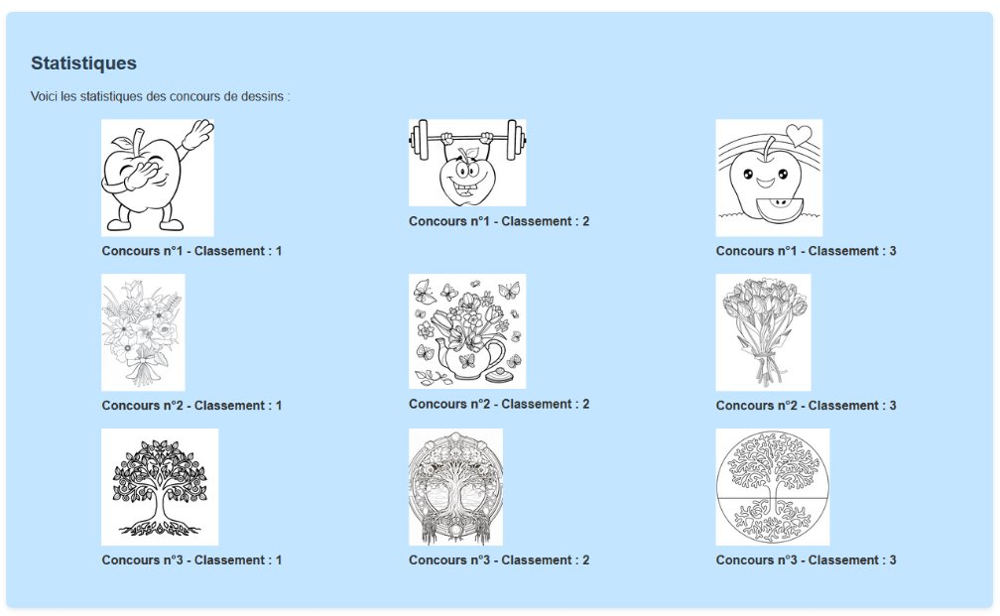 Statistiques
Voici les statistiques des concours de dessins :
Concours n°1 - Classement : 1
Concours n°1 - Classement : 2
Concours n°1 - Classement : 3
Concours n°2 - Classement : 1
Concours n°2 - Classement : 2
Concours n°2 - Classement : 3
Concours n°3 - Classement : 1
Concours n°3 - Classement : 2
Concours n°3 - Classement : 3